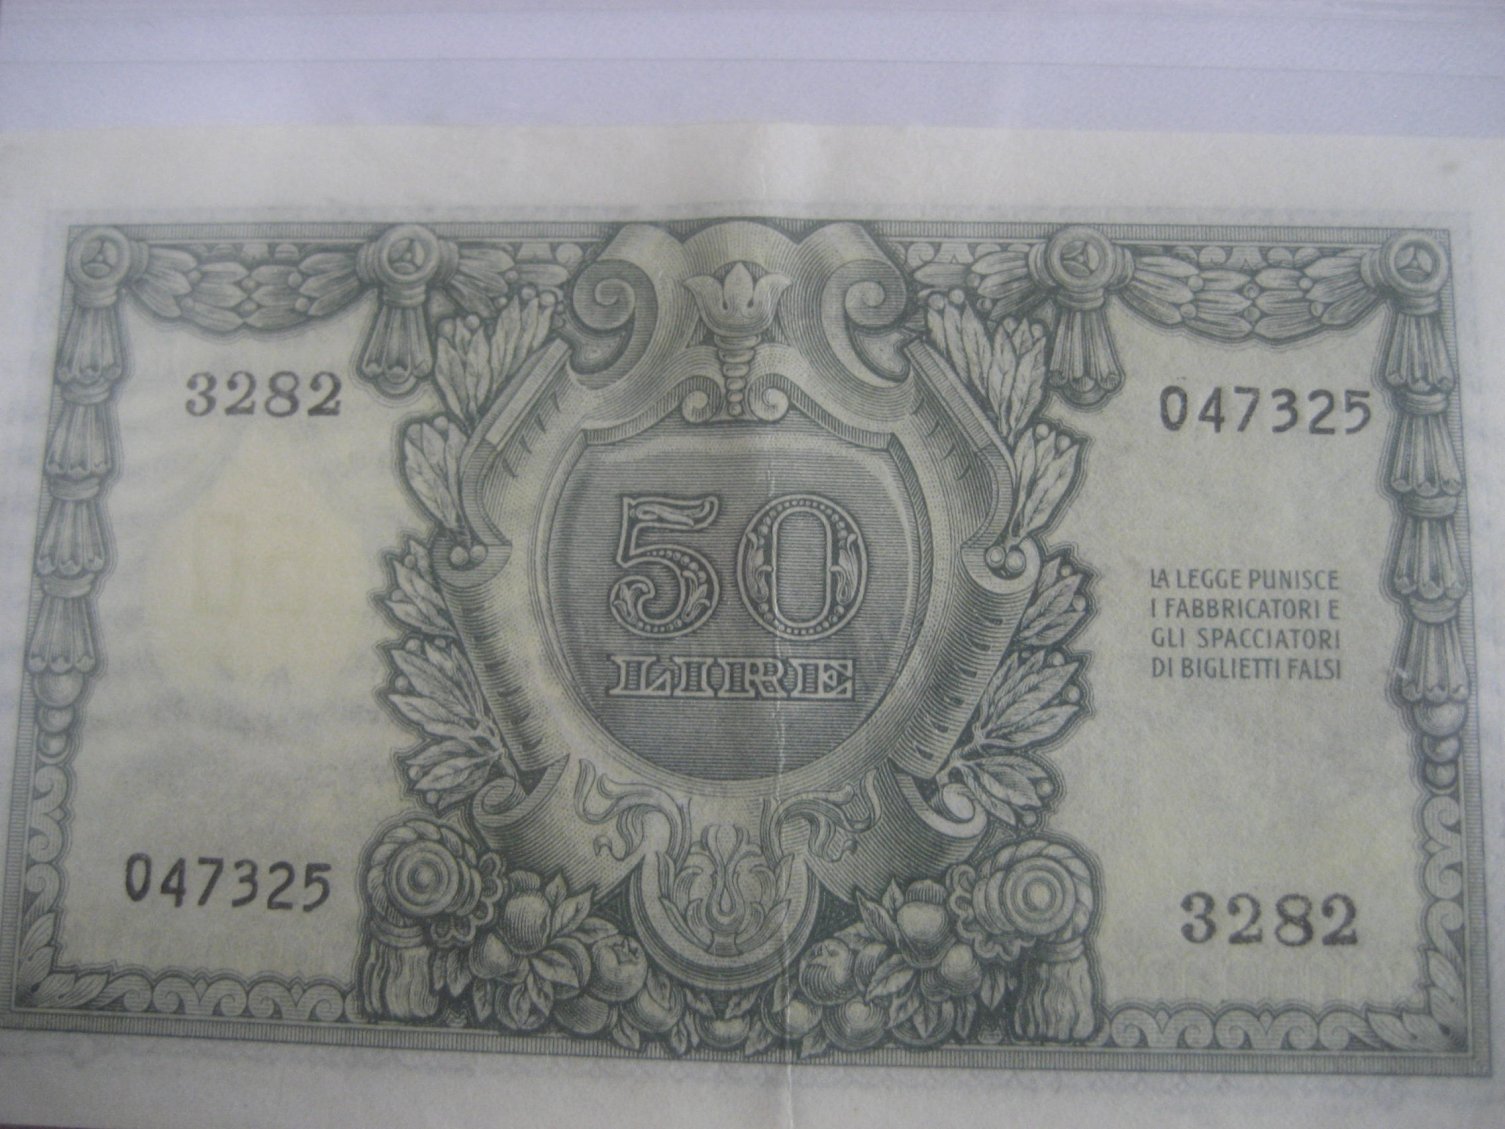 3282
047325
50
LIRE
LA LEGGE PUNISCE
I FABBRICATORI E
GLI SPACCIATORI
DI BIGLIETTI FALSI
047325
3282